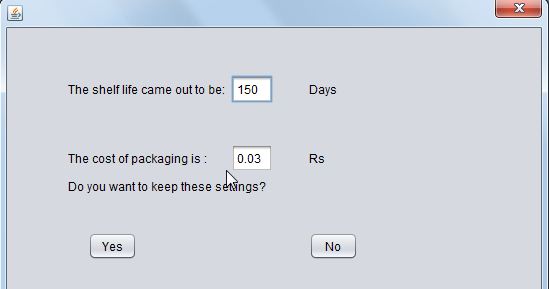 The shelf life came out to be: 150 Days
The cost of packaging is : 0.03 Rs
Do you want to keep these settings?
Yes No